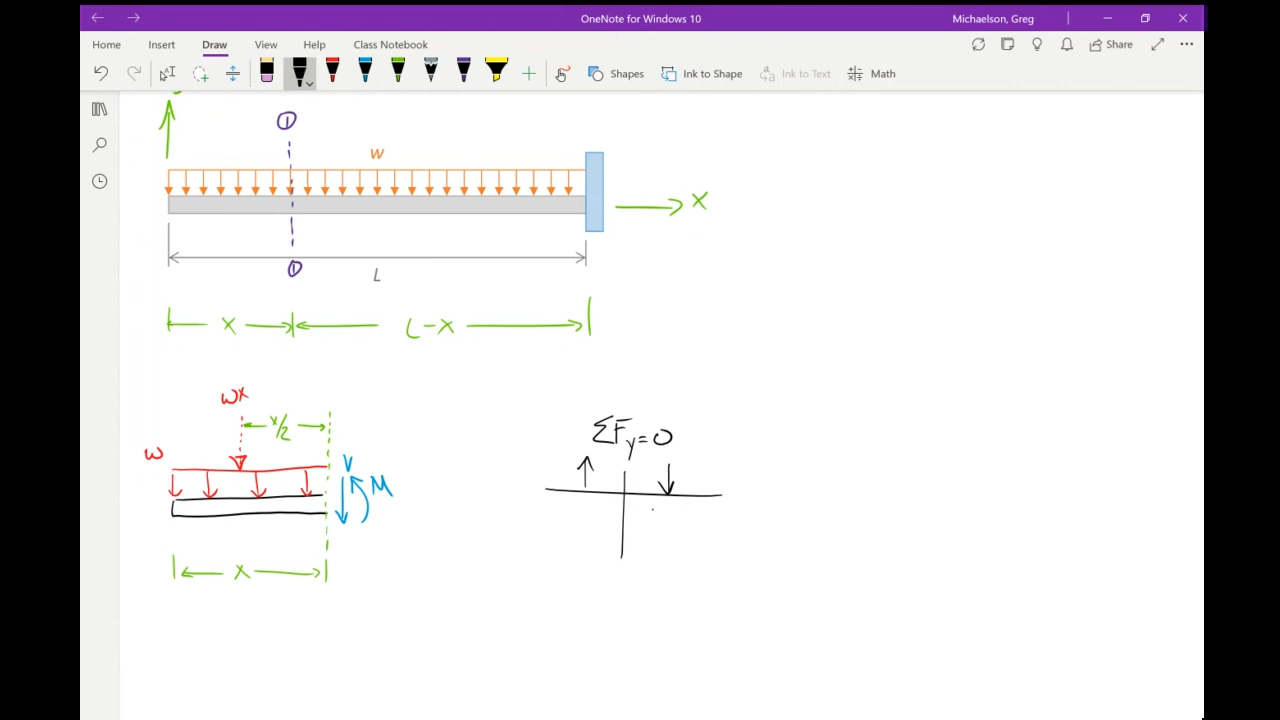 OneNote for Windows 10
Michaelson, Greg
Home Insert Draw View Help Class Notebook
Share
Shapes
Ink to Shape
Ink to Text
Math
①
w
X
①
L
X
L-X
wx
x/2
w
V
M
X
ΣFy=0